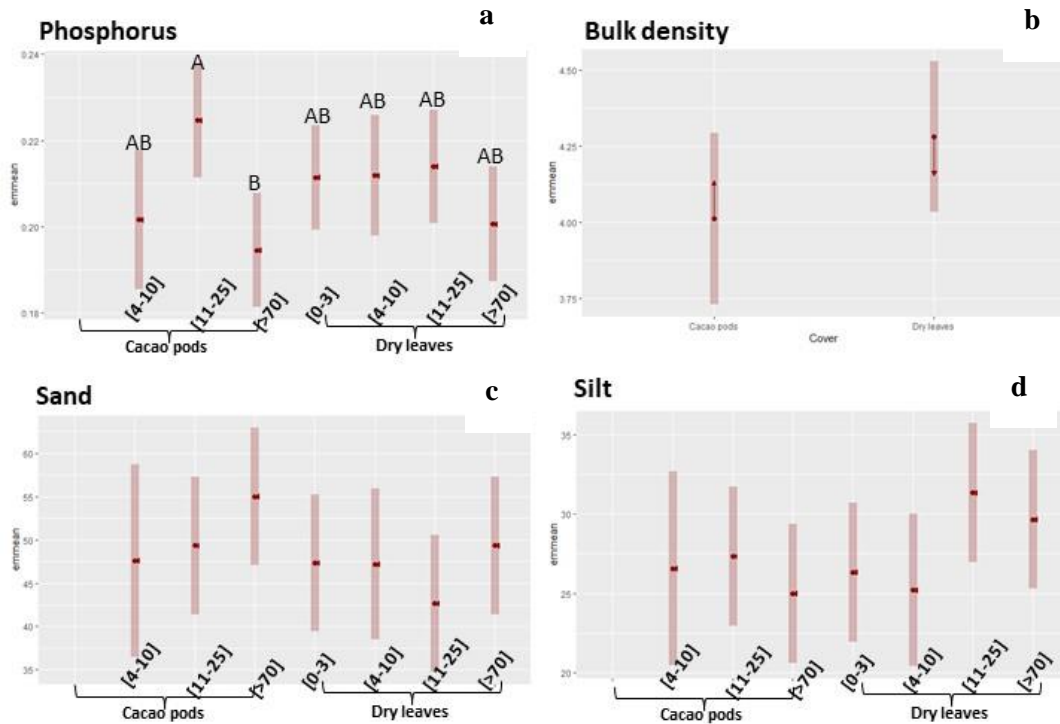 Phosphorus
a
emmean
0.24
0.22
0.20
0.18
AB
A
B
AB
AB
AB
AB
[4-10]
[11-25]
[>70]
[0-3]
[4-10]
[11-25]
[>70]
Cacao pods
Dry leaves
Bulk density
b
emmean
4.50
4.25
4.00
3.75
Cacao pods
Dry leaves
Cover
Sand
c
emmean
60
55
50
45
40
35
[4-10]
[11-25]
[>70]
[0-3]
[4-10]
[11-25]
[>70]
Cacao pods
Dry leaves
Silt
d
emmean
35
30
25
20
[4-10]
[11-25]
[>70]
[0-3]
[4-10]
[11-25]
[>70]
Cacao pods
Dry leaves